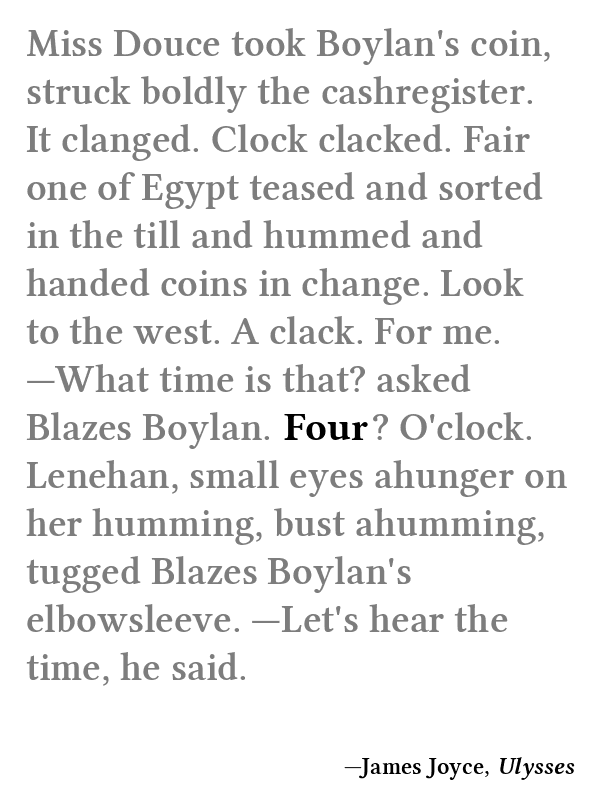 Miss Douce took Boylan's coin,
struck boldly the cashregister.
It clanged. Clock clacked. Fair
one of Egypt teased and sorted
in the till and hummed and
handed coins in change. Look
to the west. A clack. For me.
—What time is that? asked
Blazes Boylan. Four? O'clock.
Lenehan, small eyes ahunger on
her humming, bust ahumming,
tugged Blazes Boylan's
elbowsleeve. —Let's hear the
time, he said.
—James Joyce, Ulysses